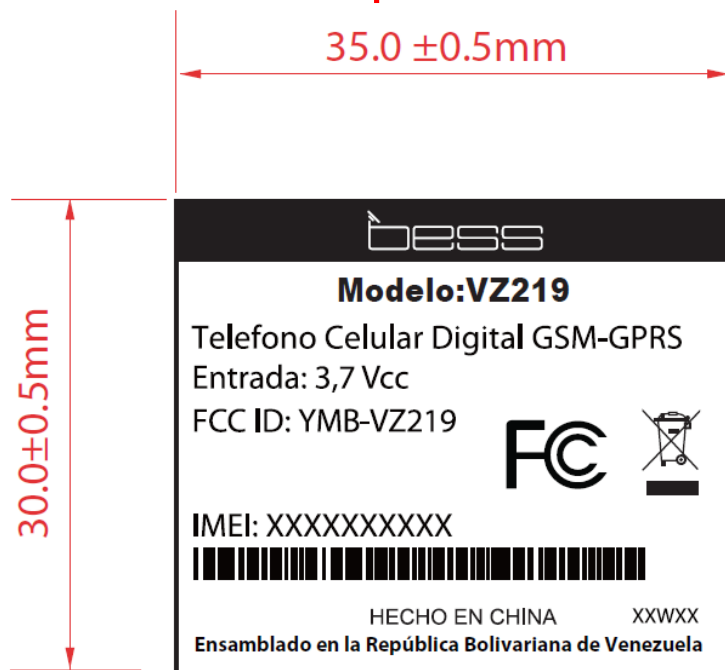 35.0 ±0.5mm
30.0±0.5mm
bess
Modelo:VZ219
Telefono Celular Digital GSM-GPRS
Entrada: 3,7 Vcc
FCC ID: YMB-VZ219
FC
IMEI: XXXXXXXXXX
HECHO EN CHINA XXWXX
Ensamblado en la República Bolivariana de Venezuela